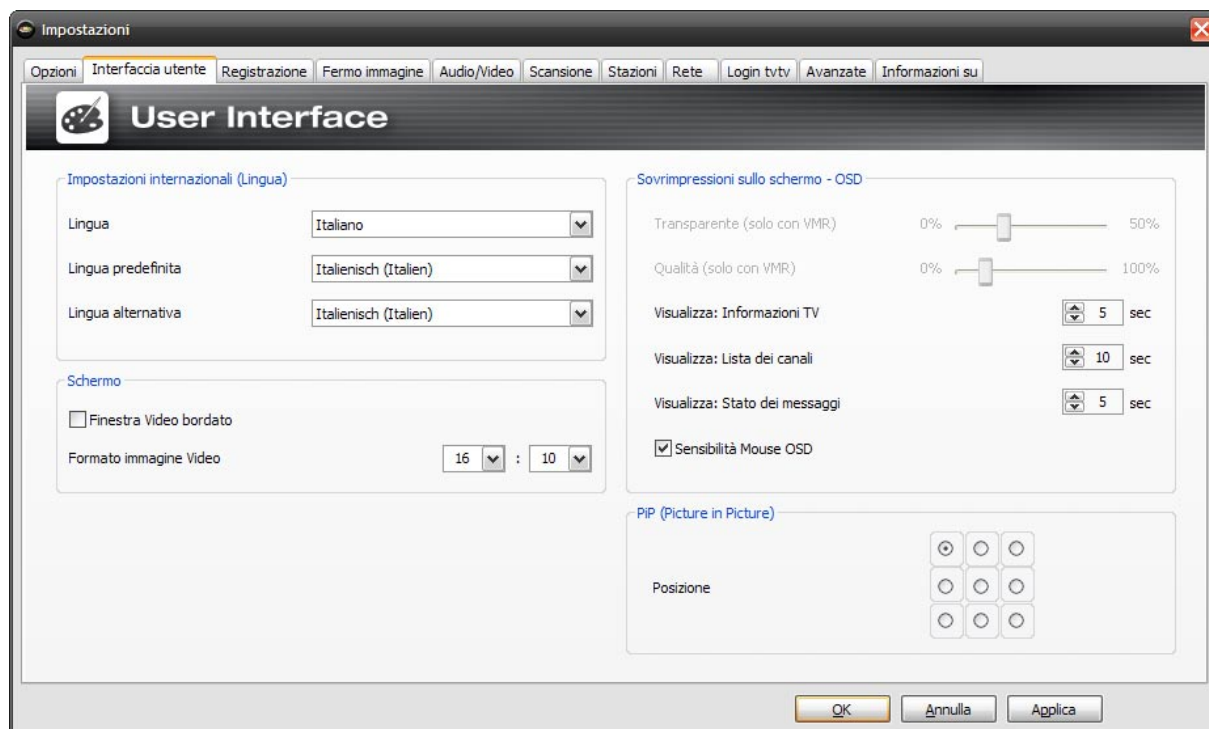 Impostazioni
Opzioni Interfaccia utente Registrazione Fermo immagine Audio/Video Scansione Stazioni Rete Login tvtv Avanzate Informazioni su
User Interface
Impostazioni internazionali (Lingua)
Lingua Italiano
Lingua predefinita Italienisch (Italien)
Lingua alternativa Italienisch (Italien)
Schermo
Finestra Video bordato
Formato immagine Video 16 : 10
Sovrimpressioni sullo schermo - OSD
Transparente (solo con VMR) 0% 50%
Qualità (solo con VMR) 0% 100%
Visualizza: Informazioni TV 5 sec
Visualizza: Lista dei canali 10 sec
Visualizza: Stato dei messaggi 5 sec
Sensibilità Mouse OSD
PiP (Picture in Picture)
Posizione
OK Annulla Applica